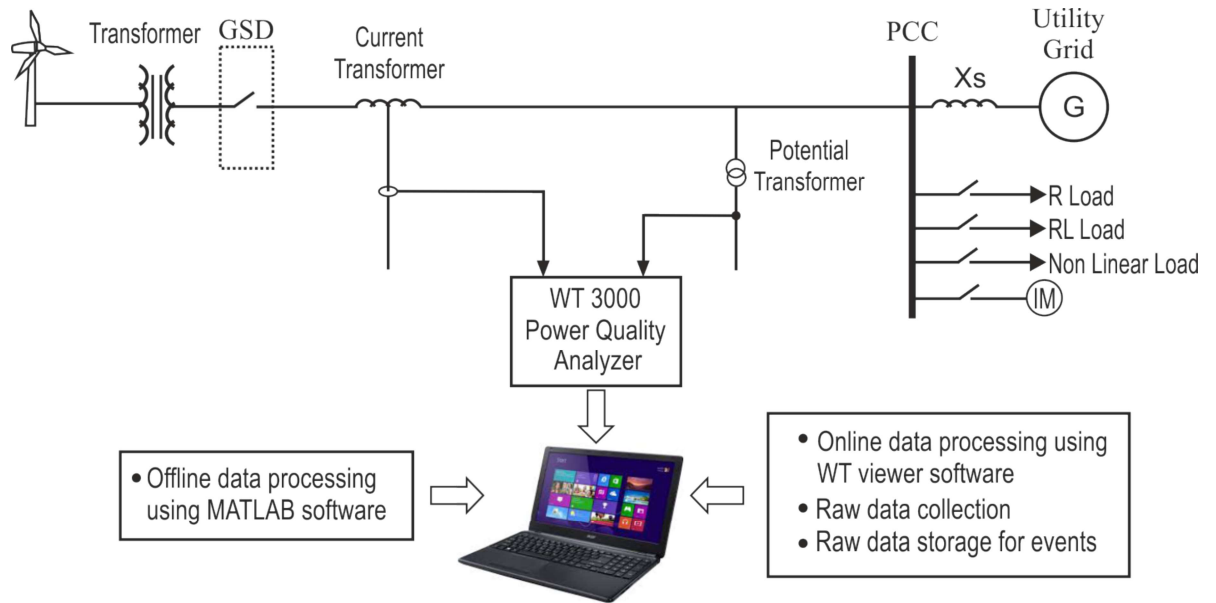 Transformer
GSD
Current
Transformer
PCC
Utility
Grid
Xs
G
Potential
Transformer
R Load
RL Load
Non Linear Load
IM
WT 3000
Power Quality
Analyzer
• Offline data processing
using MATLAB software
• Online data processing using
WT viewer software
• Raw data collection
• Raw data storage for events